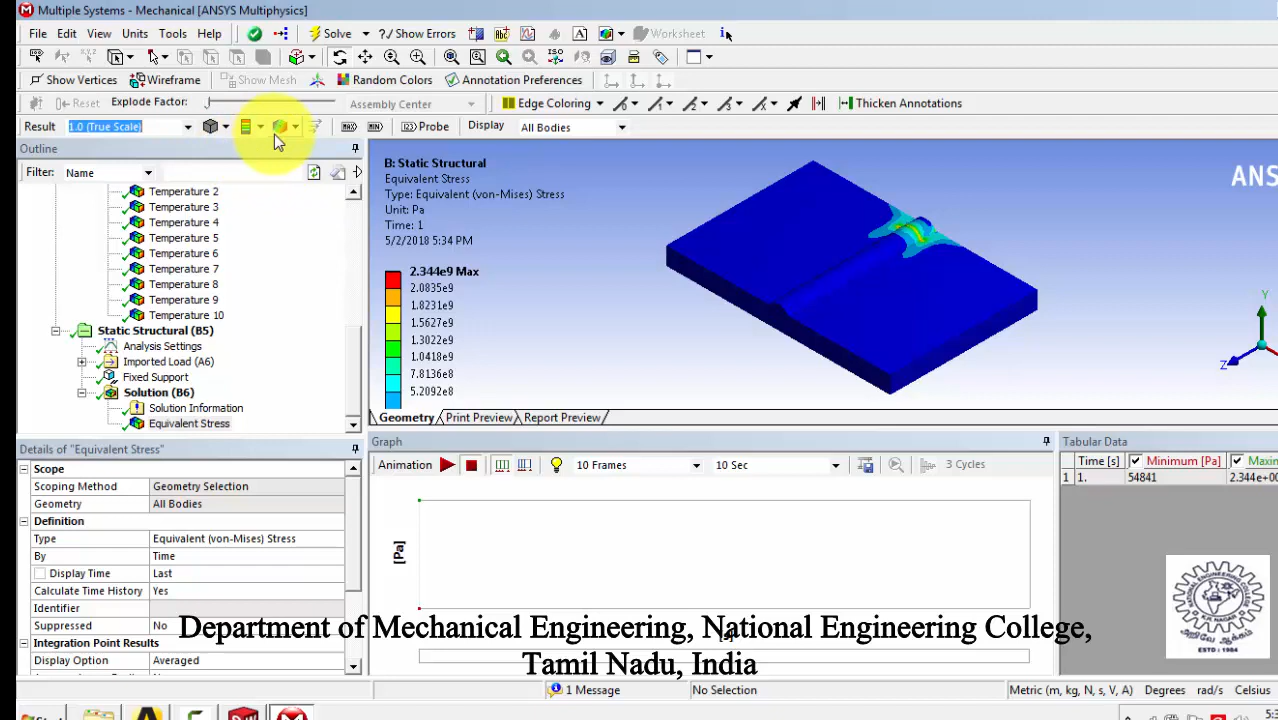 Multiple Systems - Mechanical [ANSYS Multiphysics]
File Edit View Units Tools Help Solve ?/ Show Errors Worksheet
Show Vertices Wireframe Show Mesh Random Colors Annotation Preferences
Reset Explode Factor: Assembly Center Edge Coloring Thicken Annotations
Result 1.0 (True Scale) MAX MIN Probe Display All Bodies
Outline
Filter: Name
Temperature 2
Temperature 3
Temperature 4
Temperature 5
Temperature 6
Temperature 7
Temperature 8
Temperature 9
Temperature 10
Static Structural (B5)
Analysis Settings
Imported Load (A6)
Fixed Support
Solution (B6)
Solution Information
Equivalent Stress
B: Static Structural
Equivalent Stress
Type: Equivalent (von-Mises) Stress
Unit: Pa
Time: 1
5/2/2018 5:34 PM
2.344e9 Max
2.0835e9
1.8231e9
1.5627e9
1.3022e9
1.0418e9
7.8136e8
5.2092e8
ANS
Y
Z
Geometry Print Preview Report Preview
Details of "Equivalent Stress"
Scope
Scoping Method Geometry Selection
Geometry All Bodies
Definition
Type Equivalent (von-Mises) Stress
By Time
Display Time Last
Calculate Time History Yes
Identifier
Suppressed No
Integration Point Results
Display Option Averaged
Graph
Animation 10 Frames 10 Sec 3 Cycles
[Pa]
Tabular Data
Time [s] Minimum [Pa] Maxim
1 1. 54841 2.344e+00
Department of Mechanical Engineering, National Engineering College,
Tamil Nadu, India
ESTD : 1984
1 Message No Selection Metric (m, kg, N, s, V, A) Degrees rad/s Celsius